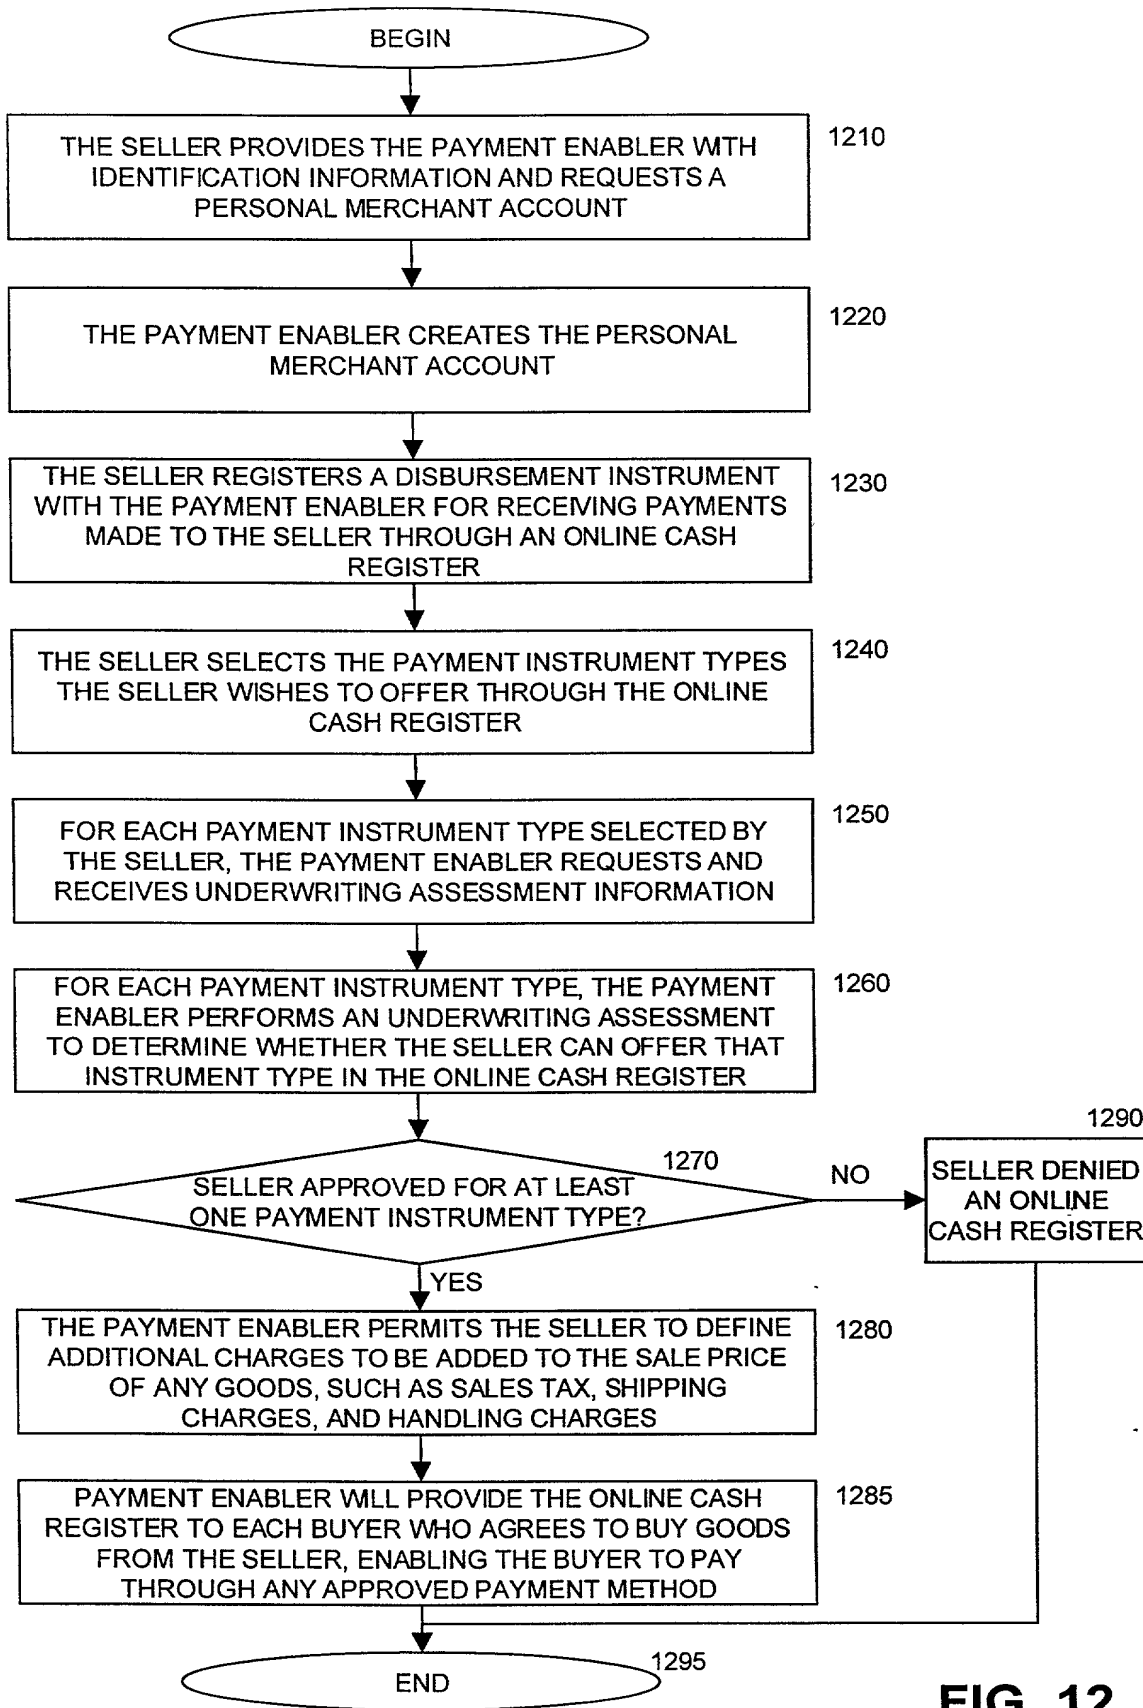 BEGIN
THE SELLER PROVIDES THE PAYMENT ENABLER WITH
IDENTIFICATION INFORMATION AND REQUESTS A
PERSONAL MERCHANT ACCOUNT
1210
THE PAYMENT ENABLER CREATES THE PERSONAL
MERCHANT ACCOUNT
1220
THE SELLER REGISTERS A DISBURSEMENT INSTRUMENT
WITH THE PAYMENT ENABLER FOR RECEIVING PAYMENTS
MADE TO THE SELLER THROUGH AN ONLINE CASH
REGISTER
1230
THE SELLER SELECTS THE PAYMENT INSTRUMENT TYPES
THE SELLER WISHES TO OFFER THROUGH THE ONLINE
CASH REGISTER
1240
FOR EACH PAYMENT INSTRUMENT TYPE SELECTED BY
THE SELLER, THE PAYMENT ENABLER REQUESTS AND
RECEIVES UNDERWRITING ASSESSMENT INFORMATION
1250
FOR EACH PAYMENT INSTRUMENT TYPE, THE PAYMENT
ENABLER PERFORMS AN UNDERWRITING ASSESSMENT
TO DETERMINE WHETHER THE SELLER CAN OFFER THAT
INSTRUMENT TYPE IN THE ONLINE CASH REGISTER
1260
SELLER APPROVED FOR AT LEAST
ONE PAYMENT INSTRUMENT TYPE?
1270
NO
1290
SELLER DENIED
AN ONLINE
CASH REGISTER
YES
THE PAYMENT ENABLER PERMITS THE SELLER TO DEFINE
ADDITIONAL CHARGES TO BE ADDED TO THE SALE PRICE
OF ANY GOODS, SUCH AS SALES TAX, SHIPPING
CHARGES, AND HANDLING CHARGES
1280
PAYMENT ENABLER WILL PROVIDE THE ONLINE CASH
REGISTER TO EACH BUYER WHO AGREES TO BUY GOODS
FROM THE SELLER, ENABLING THE BUYER TO PAY
THROUGH ANY APPROVED PAYMENT METHOD
1285
END
1295
FIG. 12